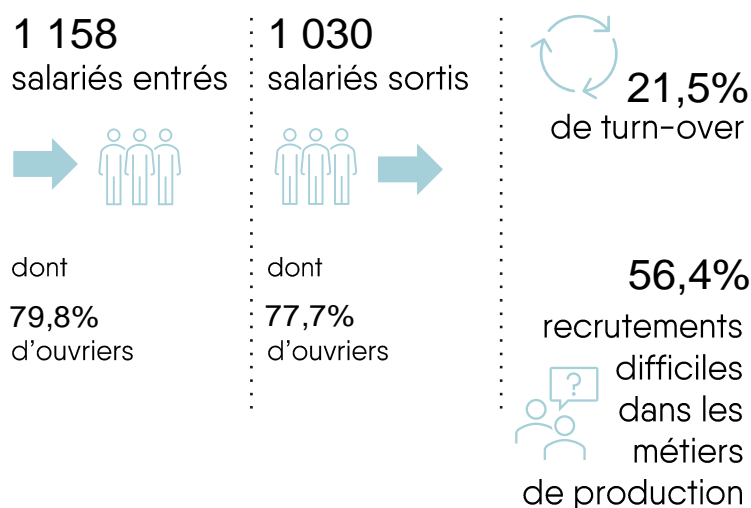 1 158
salariés entrés
dont
79,8%
d’ouvriers
1 030
salariés sortis
dont
77,7%
d’ouvriers
21,5%
de turn-over
56,4%
recrutements
difficiles
?
dans les
métiers
de production